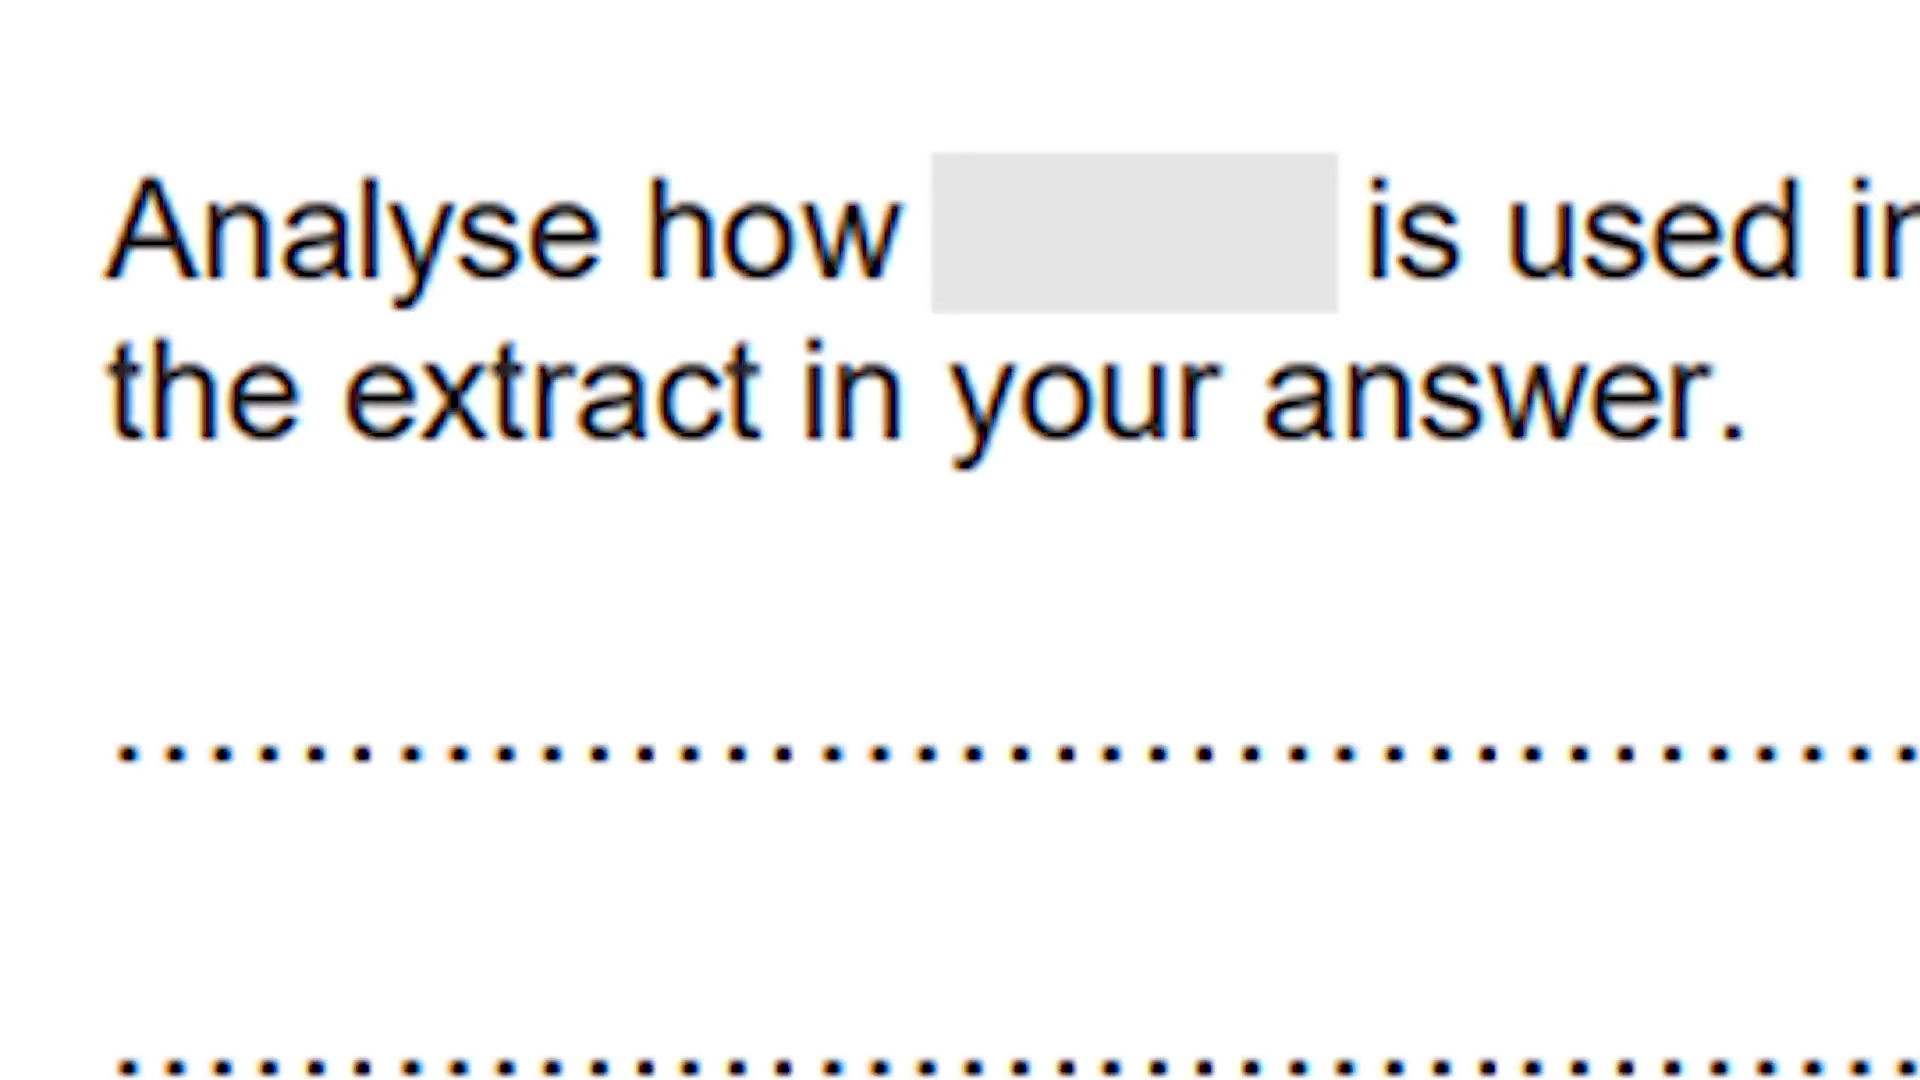 Analyse how is used in
the extract in your answer.